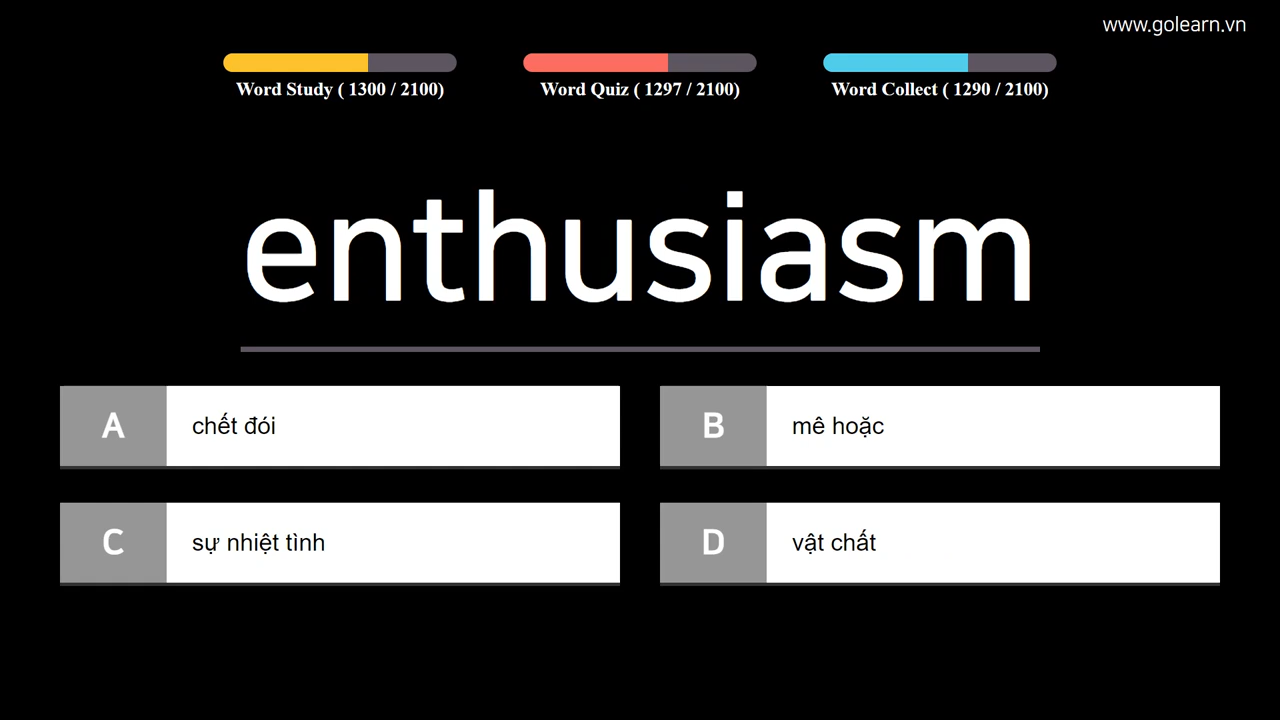 www.golearn.vn
Word Study ( 1300 / 2100)
Word Quiz ( 1297 / 2100)
Word Collect ( 1290 / 2100)
enthusiasm
A chết đói
B mê hoặc
C sự nhiệt tình
D vật chất